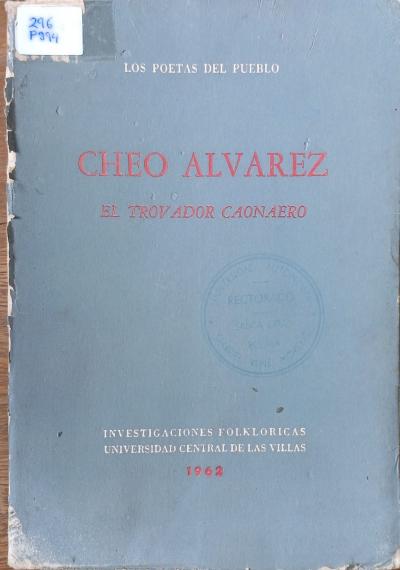 296
P994
LOS POETAS DEL PUEBLO
CHEO ALVAREZ
EL TROVADOR CAONAERO
RECTORADO
INVESTIGACIONES FOLKLORICAS
UNIVERSIDAD CENTRAL DE LAS VILLAS
1962